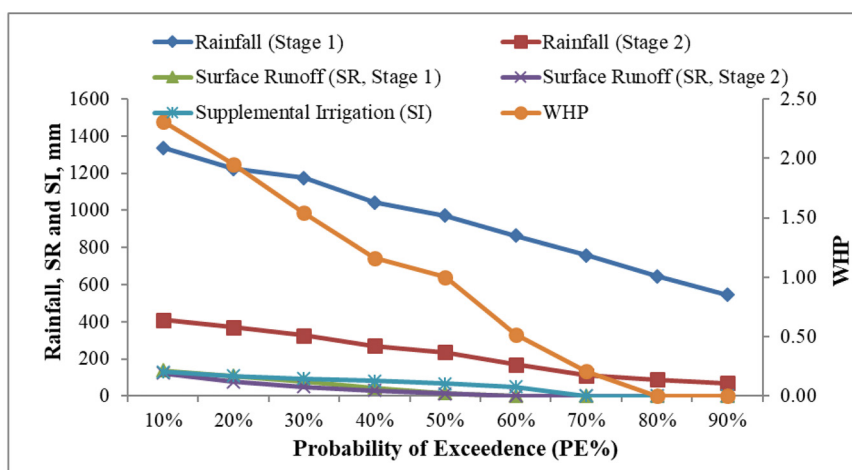 Rainfall (Stage 1)
Rainfall (Stage 2)
Surface Runoff (SR, Stage 1)
Surface Runoff (SR, Stage 2)
Supplemental Irrigation (SI)
WHP
Rainfall, SR and SI, mm
1600
1400
1200
1000
800
600
400
200
0
2.50
2.00
1.50
1.00
0.50
0.00
WHP
10% 20% 30% 40% 50% 60% 70% 80% 90%
Probability of Exceedence (PE%)